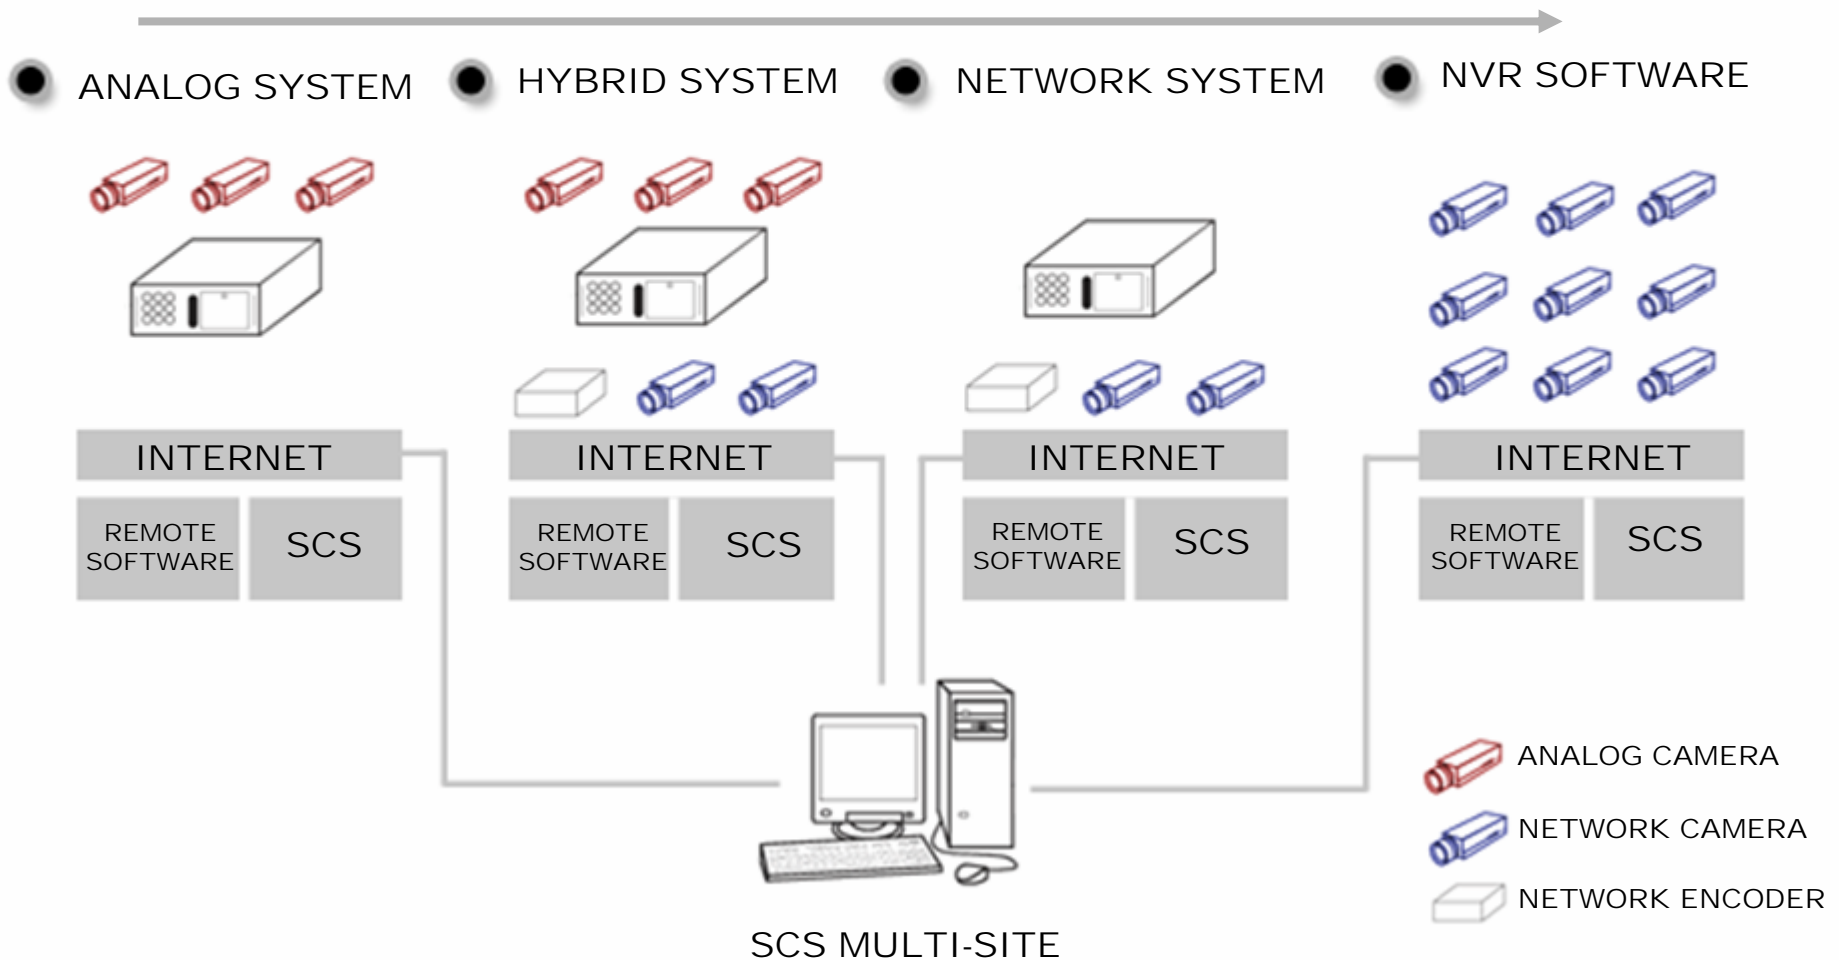 ANALOG SYSTEM
HYBRID SYSTEM
NETWORK SYSTEM
NVR SOFTWARE
INTERNET
INTERNET
INTERNET
INTERNET
REMOTE
SOFTWARE
SCS
REMOTE
SOFTWARE
SCS
REMOTE
SOFTWARE
SCS
REMOTE
SOFTWARE
SCS
ANALOG CAMERA
NETWORK CAMERA
NETWORK ENCODER
SCS MULTI-SITE